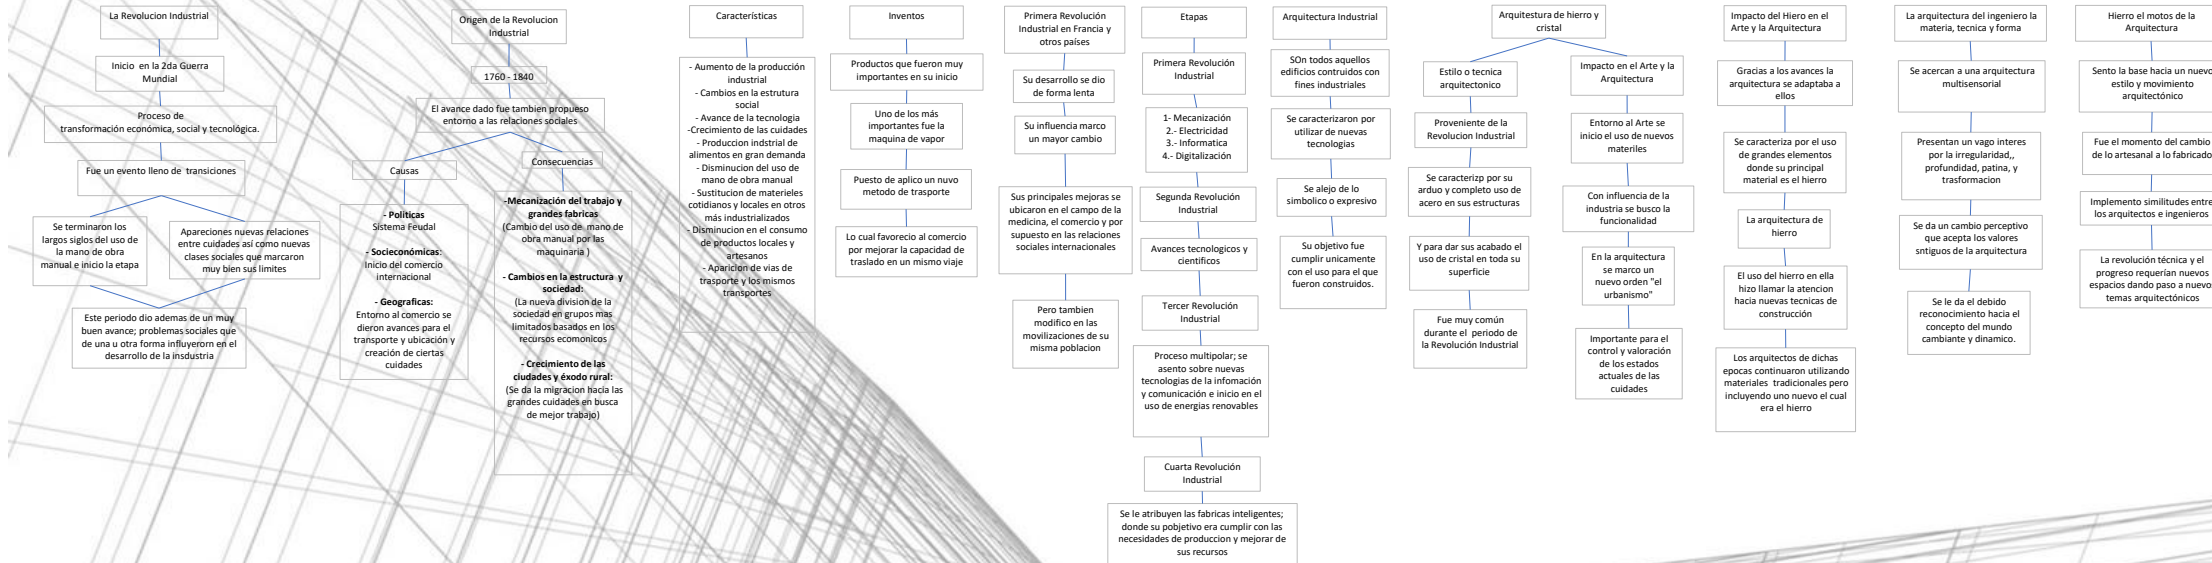 La Revolucion Industrial
Inicio en la 2da Guerra
Mundial
Proceso de
transformación económica, social y tecnológica.
Fue un evento lleno de transiciones
Se terminaron los
largos siglos del uso de
la mano de obra
manual e inicio la etapa
Apareciones nuevas relaciones
entre cuidades así como nuevas
clases sociales que marcaron
muy bien sus limites
Este periodo dio ademas de un muy
buen avance; problemas sociales que
de una u otra forma influyerorn en el
desarrollo de la insdustria
Origen de la Revolucion
Industrial
1760 - 1840
El avance dado fue tambien propueso
entorno a las relaciones sociales
Causas
- Politicas
Sistema Feudal
- Socieconómicas:
Inicio del comercio
internacional
- Geograficas:
Entorno al comercio se
dieron avances para el
transporte y ubicación y
creación de ciertas
cuidades
Consecuencias
-Mecanización del trabajo y
grandes fabricas
(Cambio del uso de mano de
obra manual por las
maquinaria )
- Cambios en la estructura y
sociedad:
(La nueva division de la
sociedad en grupos mas
limitados basados en los
recursos ecomonicos
- Crecimiento de las
ciudades y éxodo rural:
(Se da la migracion hacia las
grandes cuidades en busca
de mejor trabajo)
Características
- Aumento de la producción
industrial
- Cambios en la estrutura
social
- Avance de la tecnologia
-Crecimiento de las cuidades
- Produccion indstrial de
alimentos en gran demanda
- Disminucion del uso de
mano de obra manual
- Sustitucion de materieles
cotidianos y locales en otros
más industrializados
- Disminucion en el consumo
de productos locales y
artesanos
- Aparicion de vias de
trasporte y los mismos
transportes
Inventos
Productos que fueron muy
importantes en su inicio
Uno de los más
importantes fue la
maquina de vapor
Puesto de aplico un nuvo
metodo de trasporte
Lo cual favorecio al comercio
por mejorar la capacidad de
traslado en un mismo viaje
Primera Revolución
Industrial en Francia y
otros países
Su desarrollo se dio
de forma lenta
Su influencia marco
un mayor cambio
Sus principales mejoras se
ubicaron en el campo de la
medicina, el comercio y por
supuesto en las relaciones
sociales internacionales
Pero tambien
modifico en las
movilizaciones de su
misma poblacion
Etapas
Primera Revolución
Industrial
1- Mecanización
2.- Electricidad
3.- Informatica
4.- Digitalización
Segunda Revolución
Industrial
Avances tecnologicos y
cientificos
Tercer Revolución
Industrial
Proceso multipolar; se
asento sobre nuevas
tecnologias de la infomación
y comunicación e inicio en el
uso de energias renovables
Cuarta Revolución
Industrial
Se le atribuyen las fabricas inteligentes;
donde su pobjetivo era cumplir con las
necesidades de produccion y mejorar de
sus recursos
Arquitectura Industrial
SOn todos aquellos
edificios contruidos con
fines industriales
Se caracterizaron por
utilizar de nuevas
tecnologias
Se alejo de lo
simbolico o expresivo
Su objetivo fue
cumplir unicamente
con el uso para el que
fueron construidos.
Arquitestura de hierro y
cristal
Estilo o tecnica
arquitectonico
Proveniente de la
Revolucion Industrial
Se caracterizp por su
arduo y completo uso de
acero en sus estructuras
Y para dar sus acabado el
uso de cristal en toda su
superficie
Fue muy común
durante el periodo de
la Revolución Industrial
Impacto en el Arte y la
Arquitectura
Entorno al Arte se
inicio el uso de nuevos
materiles
Con influencia de la
industria se busco la
funcionalidad
En la arquitectura
se marco un
nuevo orden "el
urbanismo"
Importante para el
control y valoración
de los estados
actuales de las
cuidades
Impacto del Hiero en el
Arte y la Arquitectura
Gracias a los avances la
arquitectura se adaptaba a
ellos
Se caracteriza por el uso
de grandes elementos
donde su principal
material es el hierro
La arquitectura de
hierro
El uso del hierro en ella
hizo llamar la atencion
hacia nuevas tecnicas de
construcción
Los arquitectos de dichas
epocas continuaron utilizando
materiales tradicionales pero
incluyendo uno nuevo el cual
era el hierro
La arquitectura del ingeniero la
materia, tecnica y forma
Se acercan a una arquitectura
multisensorial
Presentan un vago interes
por la irregularidad,,
profundidad, patina, y
trasformacion
Se da un cambio perceptivo
que acepta los valores
sntiguos de la arquitectura
Se le da el debido
reconocimiento hacia el
concepto del mundo
cambiante y dinamico.
Hierro el motos de la
Arquitectura
Sento la base hacia un nuevo
estilo y movimiento
arquitectónico
Fue el momento del cambio
de lo artesanal a lo fabricado
Implemento similitudes entre
los arquitectos e ingenieros
La revolución técnica y el
progreso requerían nuevos
espacios dando paso a nuevos
temas arquitectónicos